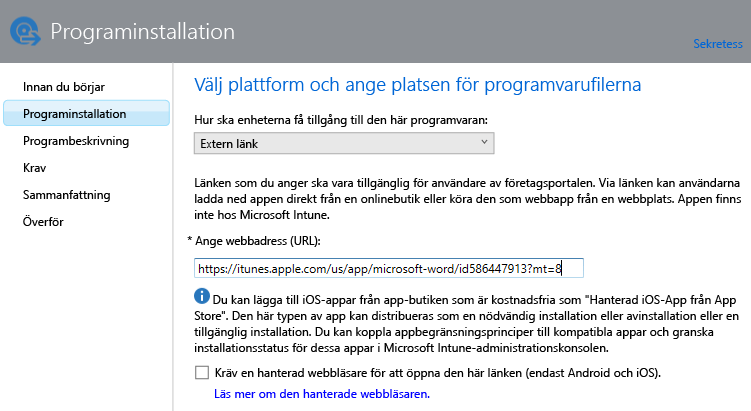 Programinstallation
Sekretess
Innan du börjar
Programinstallation
Programbeskrivning
Krav
Sammanfattning
Överför
Välj plattform och ange platsen för programvarufilerna
Hur ska enheterna få tillgång till den här programvaran:
Extern länk
Länken som du anger ska vara tillgänglig för användare av företagsportalen. Via länken kan användarna
ladda ned appen direkt från en onlinebutik eller köra den som webbapp från en webbplats. Appen finns
inte hos Microsoft Intune.
* Ange webbadress (URL):
https://itunes.apple.com/us/app/microsoft-word/id586447913?mt=8
Du kan lägga till iOS-appar från app-butiken som är kostnadsfria som "Hanterad iOS-App från App
Store". Den här typen av app kan distribueras som en nödvändig installation eller avinstallation eller en
tillgänglig installation. Du kan koppla appbegränsningsprinciper till kompatibla appar och granska
installationsstatus för dessa appar i Microsoft Intune-administrationskonsolen.
Kräv en hanterad webbläsare för att öppna den här länken (endast Android och iOS).
Läs mer om den hanterade webbläsaren.